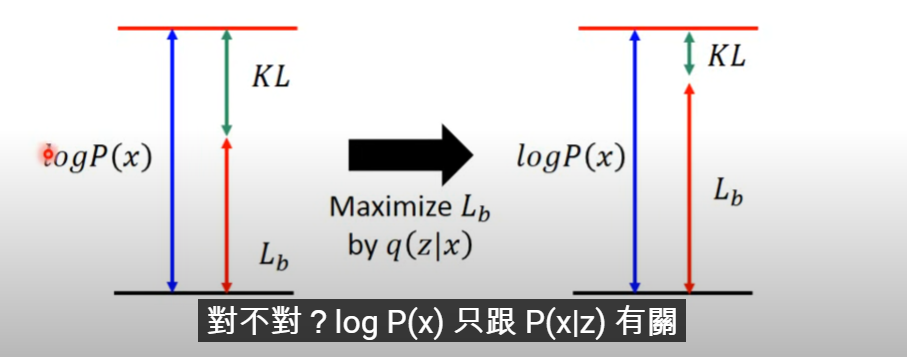 KL
logP(x)
L_b
Maximize L_b
by q(z|x)
KL
logP(x)
L_b
對不對？log P(x) 只跟 P(x|z) 有關